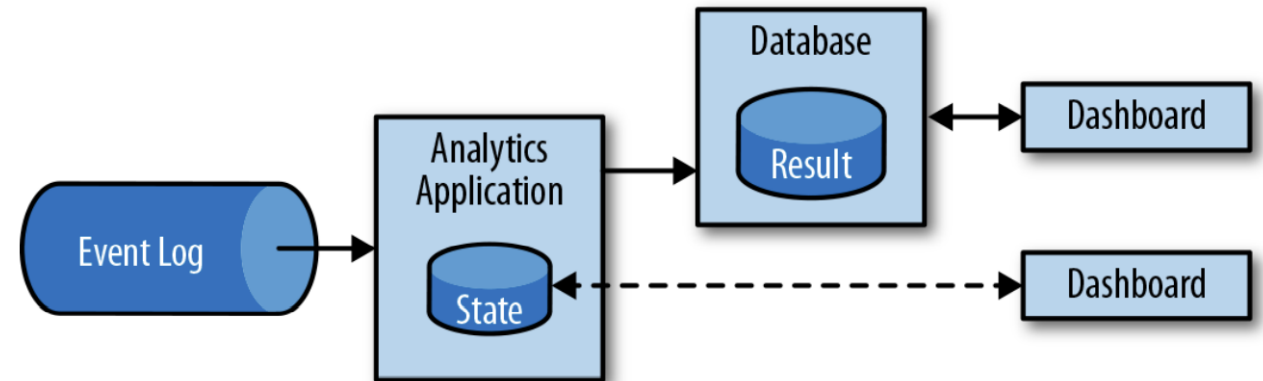 Event Log
Analytics
Application
State
Database
Result
Dashboard
Dashboard